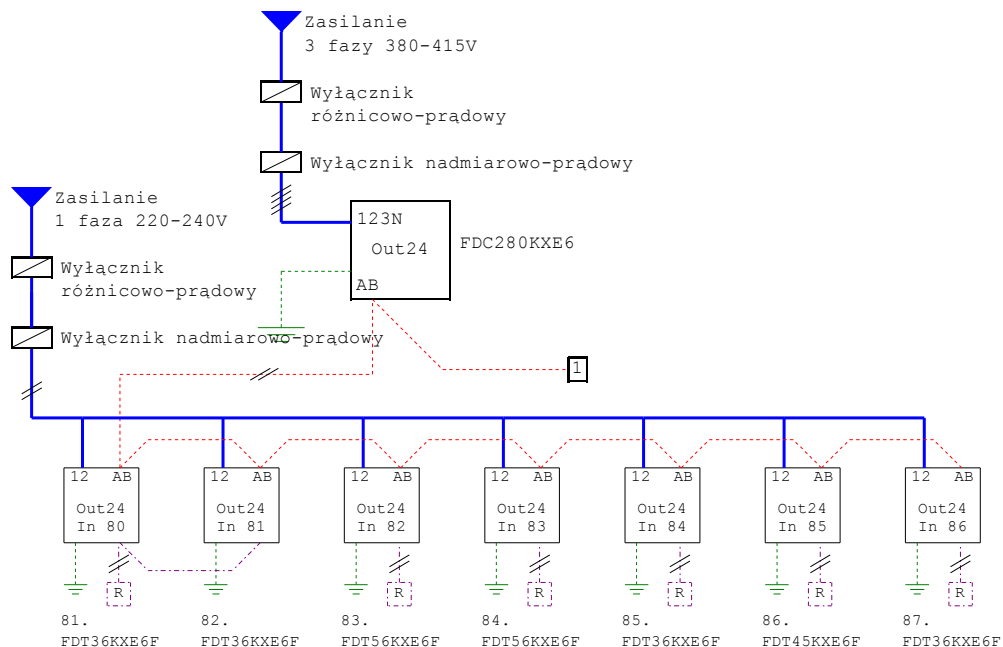 Zasilanie
3 fazy 380-415V
Wyłącznik
różnicowo-prądowy
Wyłącznik nadmiarowo-prądowy
Zasilanie
1 faza 220-240V
Wyłącznik
różnicowo-prądowy
Wyłącznik nadmiarowo-prądowy
123N
Out24
AB
FDC280KXE6
1
12 AB
Out24
In 80
12 AB
Out24
In 81
12 AB
Out24
In 82
12 AB
Out24
In 83
12 AB
Out24
In 84
12 AB
Out24
In 85
12 AB
Out24
In 86
R
R
R
R
R
R
81.
FDT36KXE6F
82.
FDT36KXE6F
83.
FDT56KXE6F
84.
FDT56KXE6F
85.
FDT36KXE6F
86.
FDT45KXE6F
87.
FDT36KXE6F